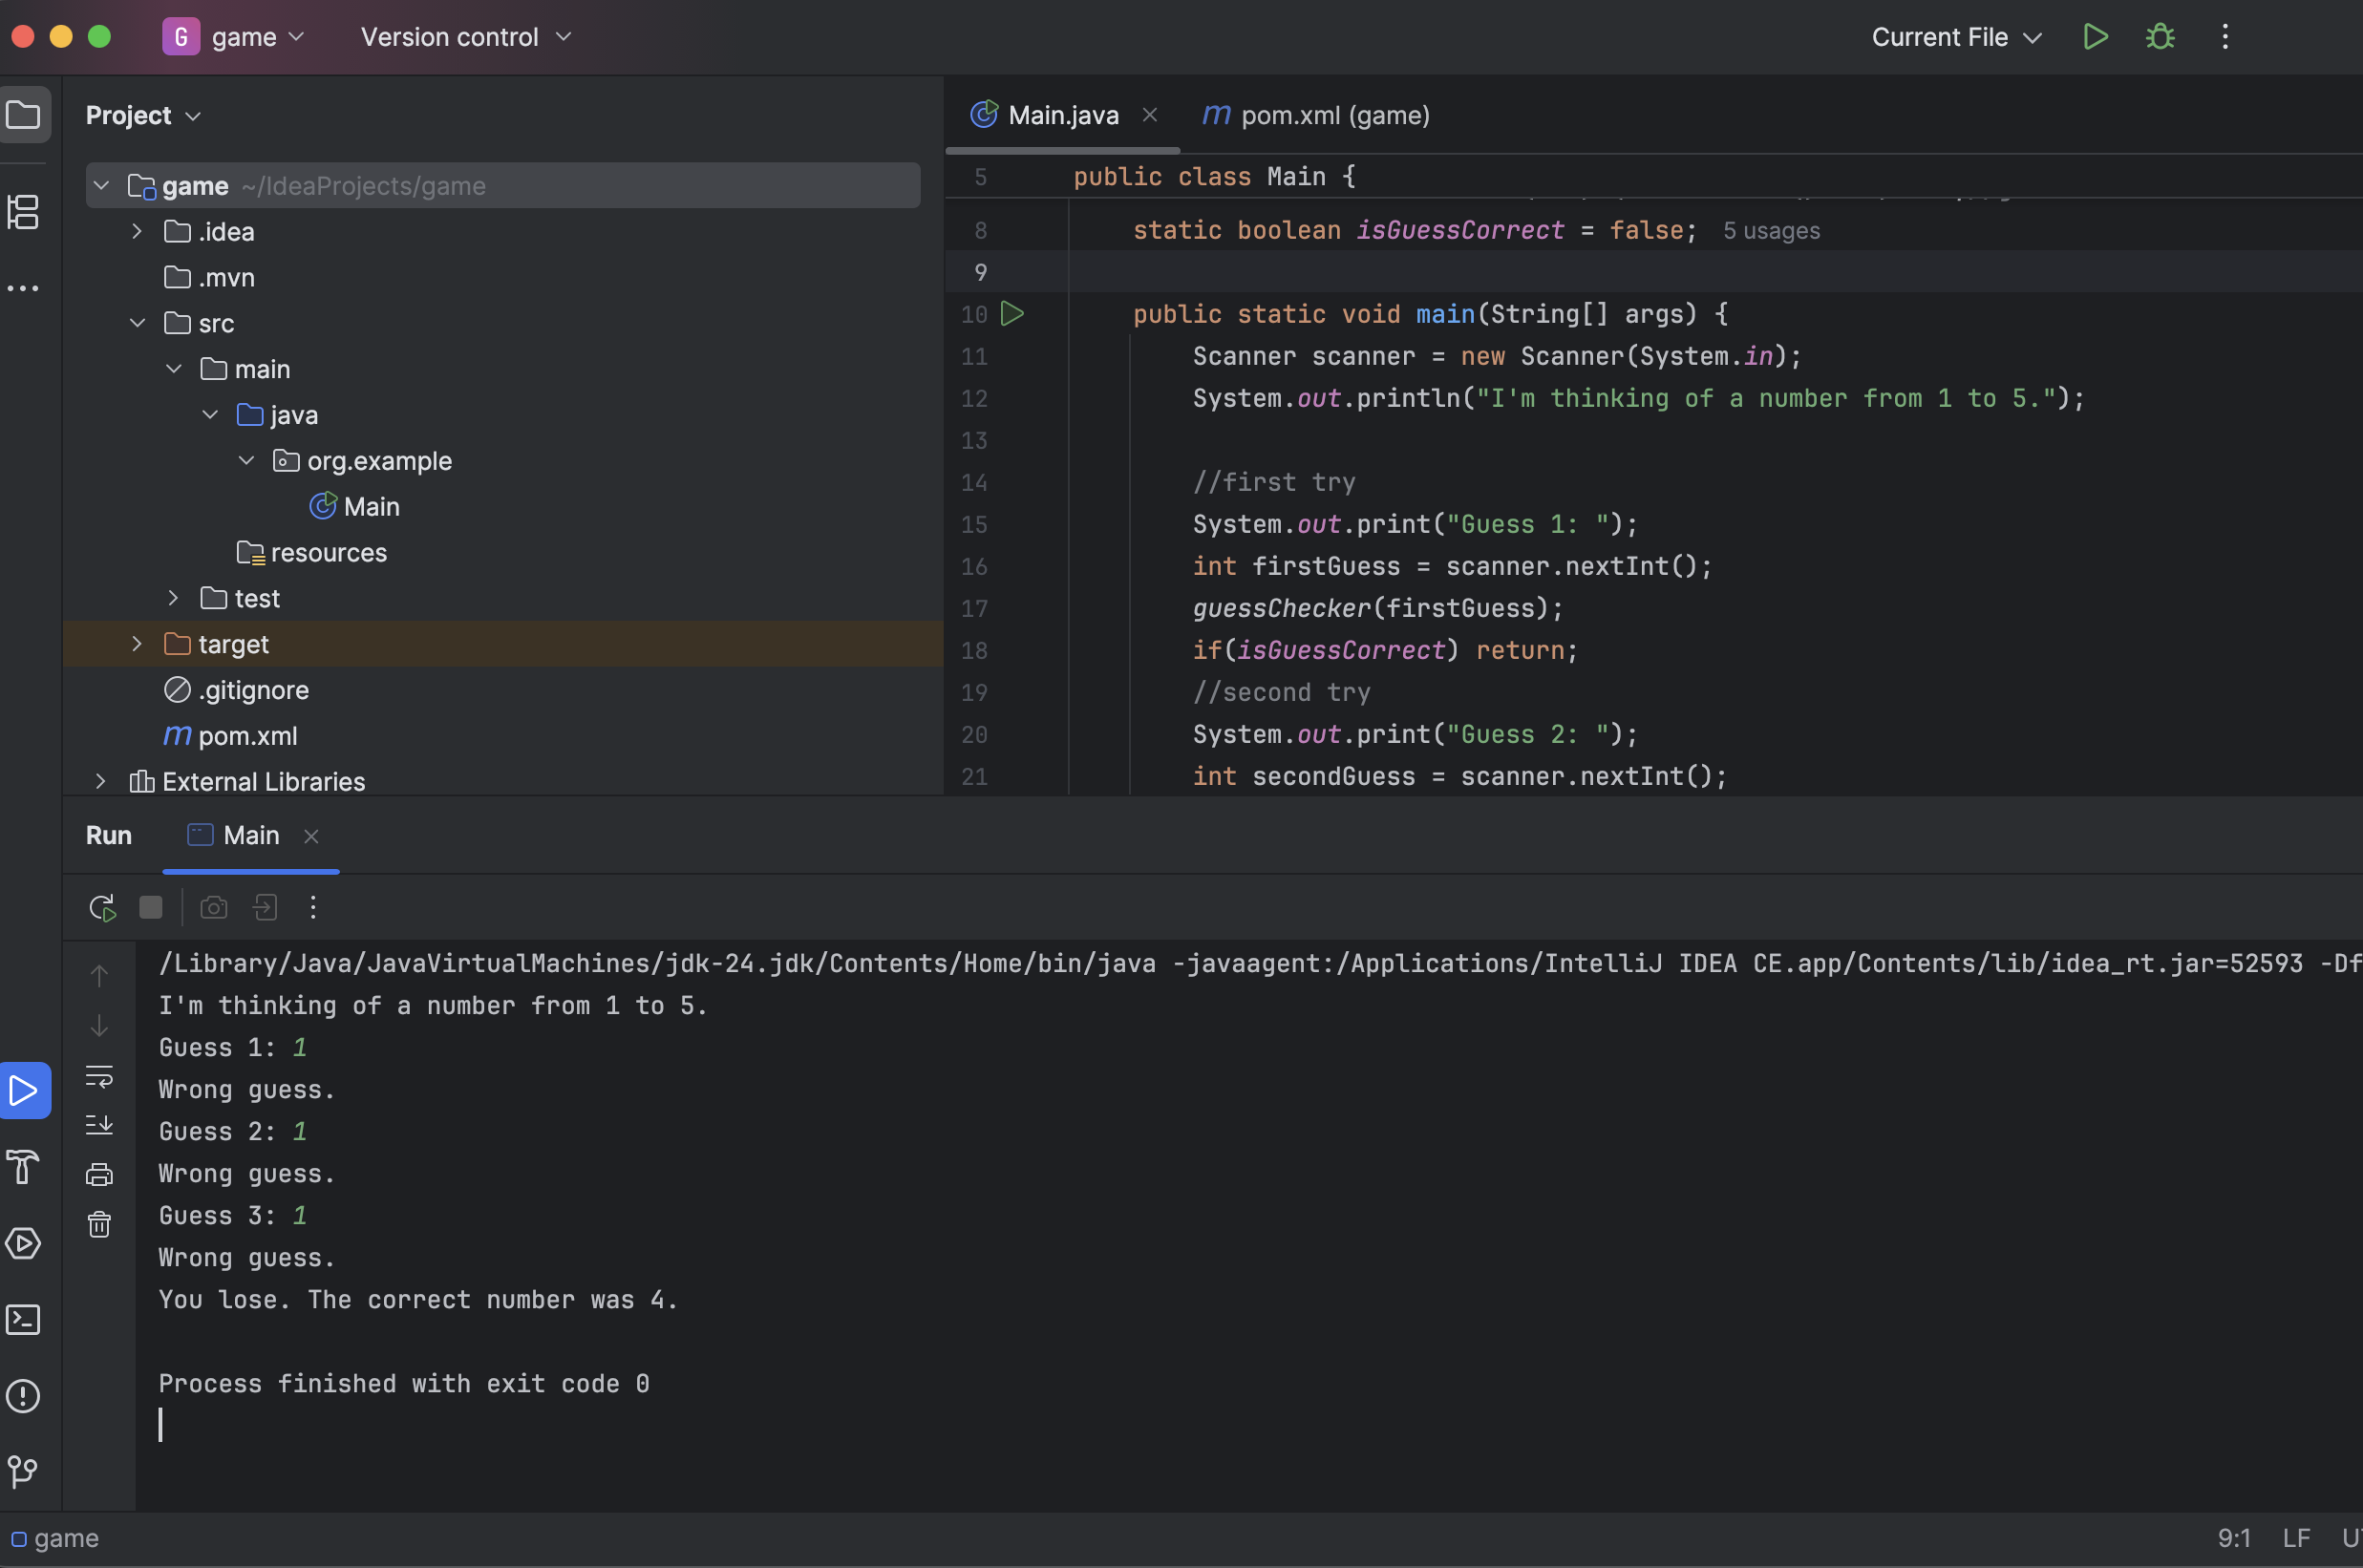 G game Version control Current File
Project
Main.java pom.xml (game)
game ~/IdeaProjects/game
.idea
.mvn
src
main
java
org.example
Main
resources
test
target
.gitignore
m pom.xml
External Libraries
5 public class Main {
8 static boolean isGuessCorrect = false; 5 usages
9
10 public static void main(String[] args) {
11 Scanner scanner = new Scanner(System.in);
12 System.out.println("I'm thinking of a number from 1 to 5.");
13
14 //first try
15 System.out.print("Guess 1: ");
16 int firstGuess = scanner.nextInt();
17 guessChecker(firstGuess);
18 if(isGuessCorrect) return;
19 //second try
20 System.out.print("Guess 2: ");
21 int secondGuess = scanner.nextInt();
Run Main
/Library/Java/JavaVirtualMachines/jdk-24.jdk/Contents/Home/bin/java -javaagent:/Applications/IntelliJ IDEA CE.app/Contents/lib/idea_rt.jar=52593 -Df
I'm thinking of a number from 1 to 5.
Guess 1: 1
Wrong guess.
Guess 2: 1
Wrong guess.
Guess 3: 1
Wrong guess.
You lose. The correct number was 4.
Process finished with exit code 0
game 9:1 LF